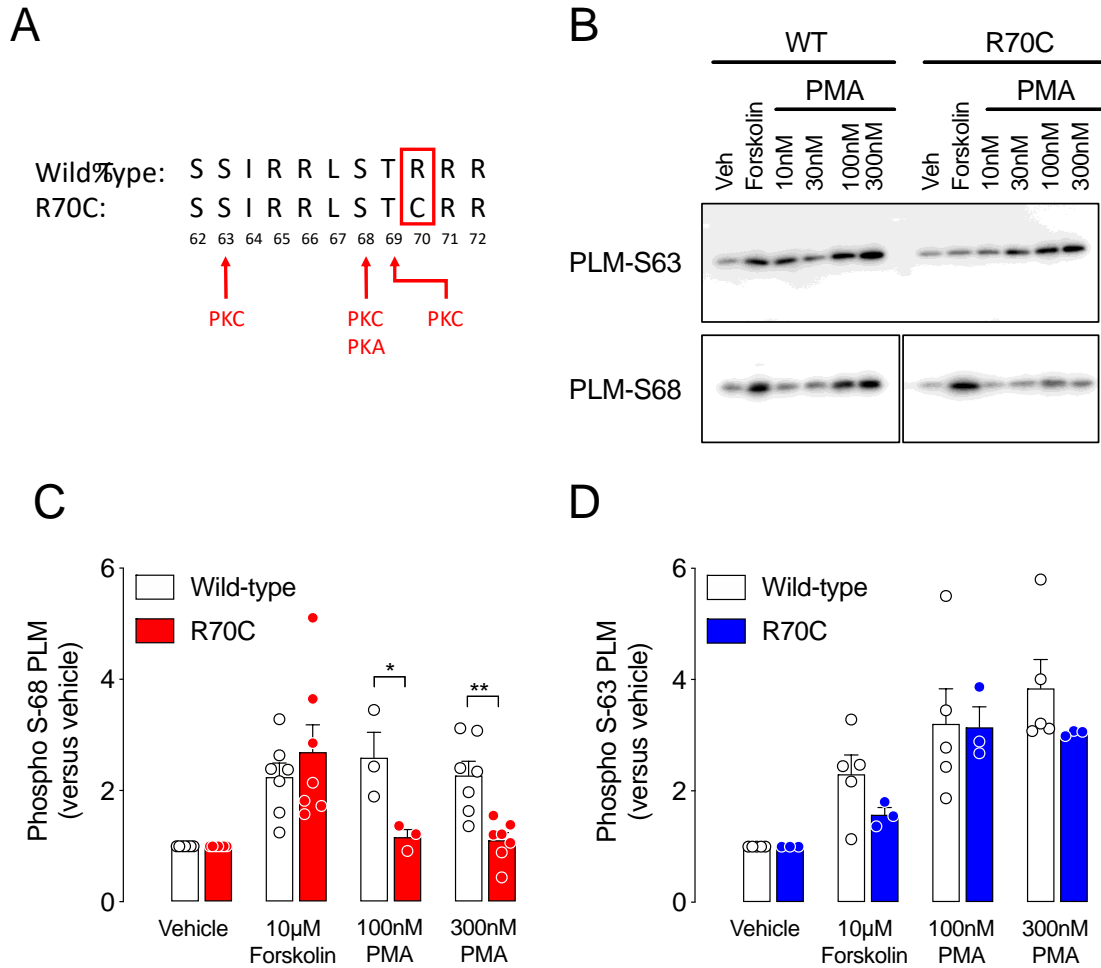 A
Wild%Type: S S I R R L S T R R R
R70C: S S I R R L S T C R R
62 63 64 65 66 67 68 69 70 71 72
PKC PKC PKC
PKA
B
WT R70C
PMA PMA
Veh Forskolin 10nM 30nM 100nM 300nM Veh Forskolin 10nM 30nM 100nM 300nM
PLM-S63
PLM-S68
C
Phospho S-68 PLM
(versus vehicle)
6
4
2
0
Wild-type
R70C
* **
Vehicle 10µM 100nM 300nM
Forskolin PMA PMA
D
Phospho S-63 PLM
(versus vehicle)
6
4
2
0
Wild-type
R70C
Vehicle 10µM 100nM 300nM
Forskolin PMA PMA